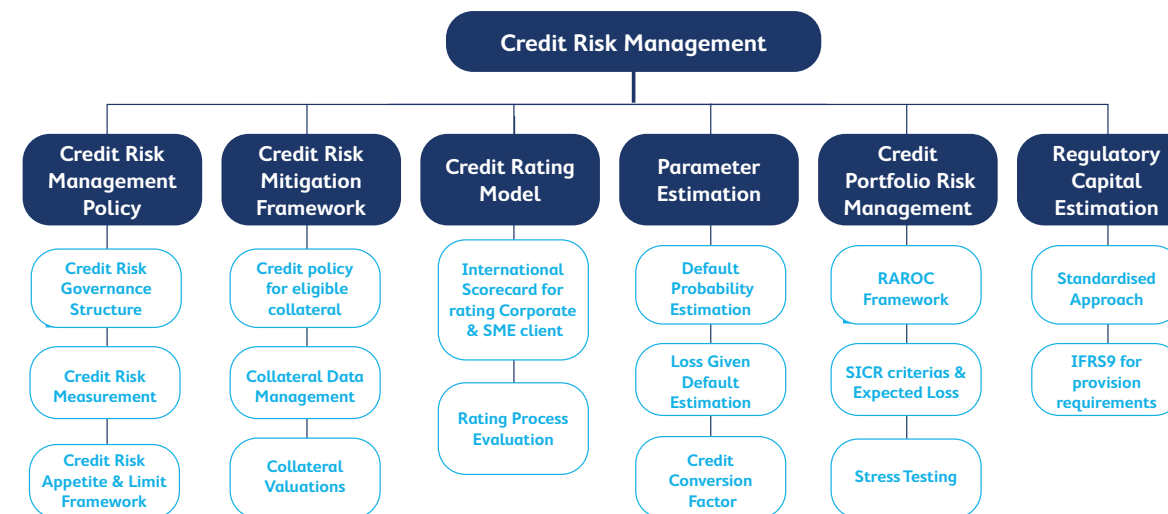 Credit Risk Management
Credit Risk
Management
Policy
Credit Risk
Governance
Structure
Credit Risk
Measurement
Credit Risk
Appetite & Limit
Framework
Credit Risk
Mitigation
Framework
Credit policy
for eligible
collateral
Collateral Data
Management
Collateral
Valuations
Credit Rating
Model
International
Scorecard for
rating Corporate
& SME client
Rating Process
Evaluation
Parameter
Estimation
Default
Probability
Estimation
Loss Given
Default
Estimation
Credit
Conversion
Factor
Credit
Portfolio Risk
Management
RAROC
Framework
SICR criterias &
Expected Loss
Stress Testing
Regulatory
Capital
Estimation
Standardised
Approach
IFRS9 for
provision
requirements